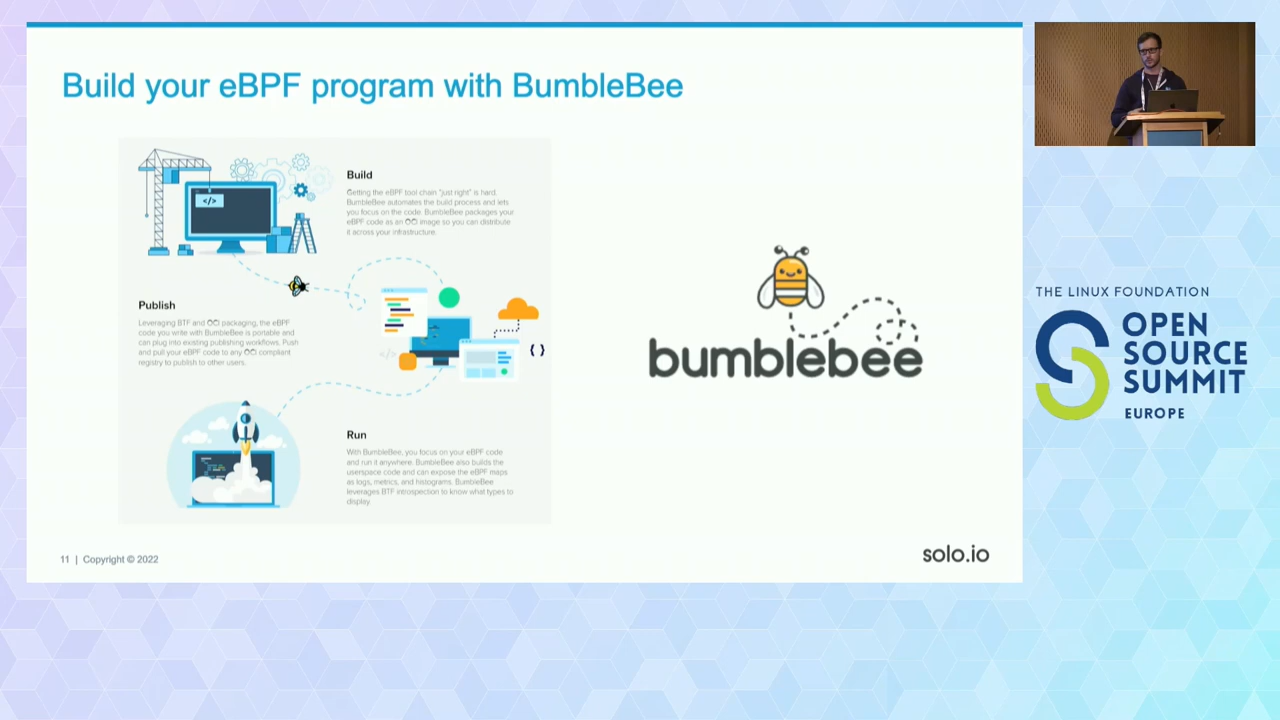 Build your eBPF program with BumbleBee
Build
Getting the eBPF tool chain "just right" is hard.
BumbleBee automates the build process and lets
you focus on the code. BumbleBee packages your
eBPF code as an OCI image so you can distribute
it across your infrastructure.
</>
Publish
Leveraging BTF and OCI packaging, the eBPF
code you write with BumbleBee is portable and
can plug into existing publishing workflows. Push
and pull your eBPF code to any OCI compliant
registry to publish to other users.
</>
{ }
Run
With BumbleBee, you focus on your eBPF code
and run it anywhere. BumbleBee also builds the
userspace code and can expose the eBPF maps
as logs, metrics, and histograms. BumbleBee
leverages BTF introspection to know what types to
display.
bumblebee
11 | Copyright © 2022
solo.io
THE LINUX FOUNDATION
OPEN
SOURCE
SUMMIT
EUROPE